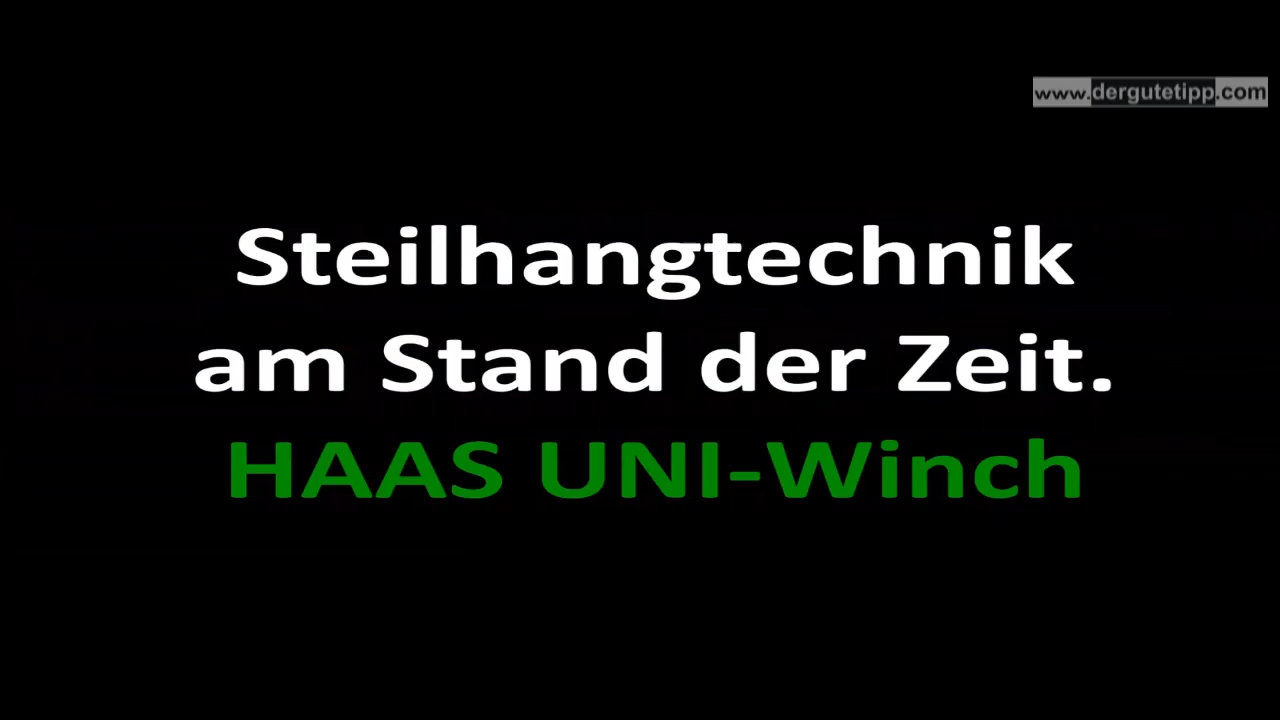 www.dergutetipp.com
Steilhangtechnik
am Stand der Zeit.
HAAS UNI-Winch